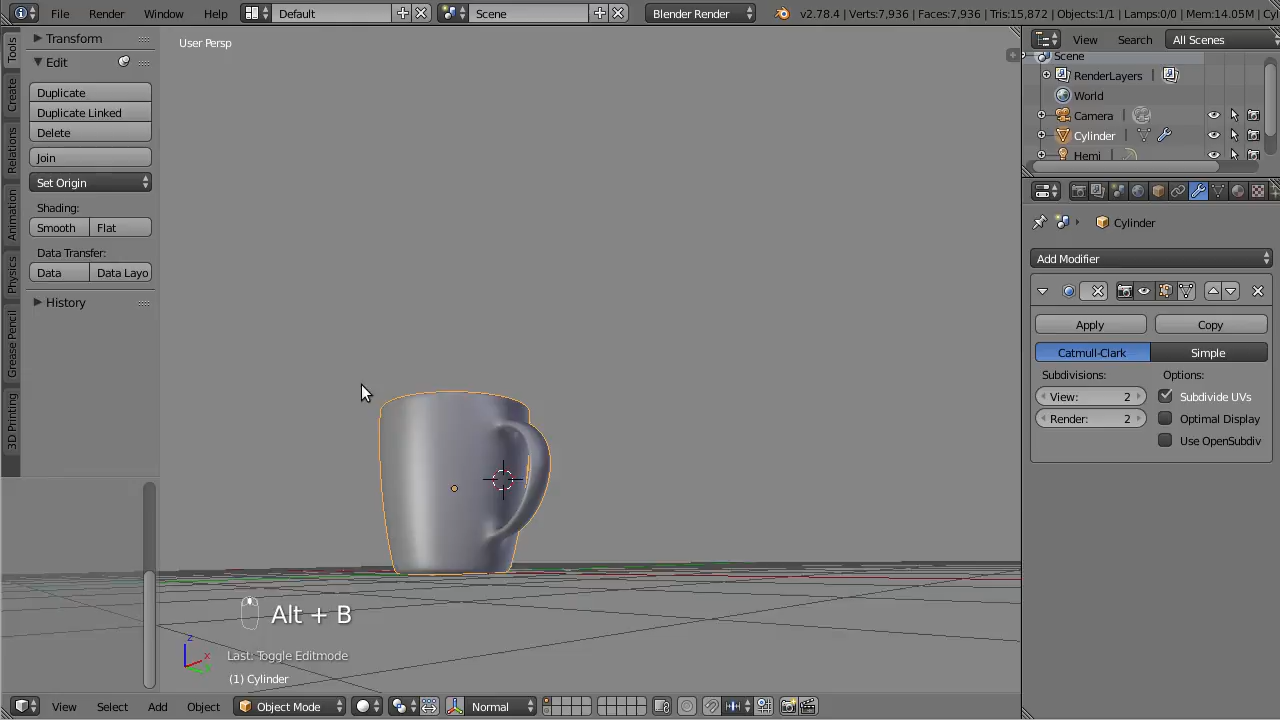 File Render Window Help Default Scene Blender Render v2.78.4 | Verts:7,936 | Faces:7,936 | Tris:15,872 | Objects:1/1 | Lamps:0/0 | Mem:14.05M | Cylin
Tools
Create
Relations
Animation
Physics
Grease Pencil
3D Printing
Transform
Edit
Duplicate
Duplicate Linked
Delete
Join
Set Origin
Shading:
Smooth Flat
Data Transfer:
Data Data Layo
History
User Persp
Alt + B
Last: Toggle Editmode
(1) Cylinder
z
x
View Select Add Object Object Mode Normal
View Search All Scenes
Scene
RenderLayers
World
Camera
Cylinder
Hemi
Cylinder
Add Modifier
Apply Copy
Catmull-Clark Simple
Subdivisions: Options:
View: 2 Subdivide UVs
Render: 2 Optimal Display
Use OpenSubdiv